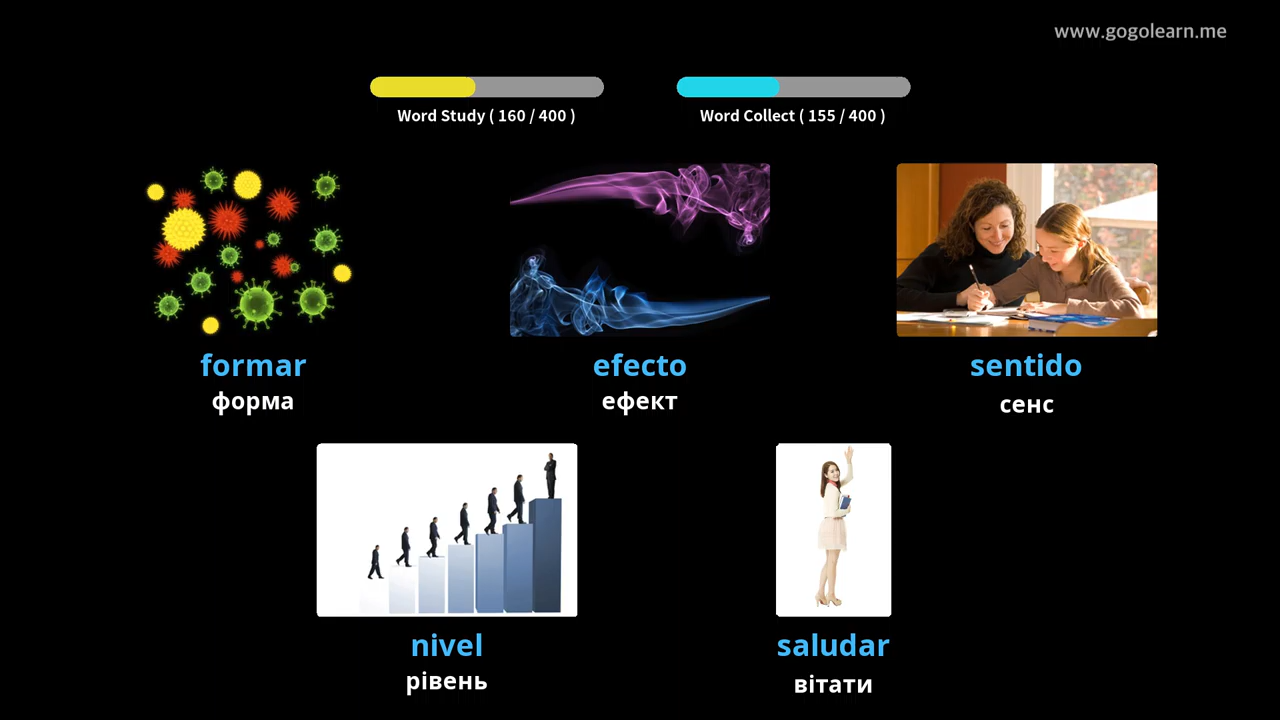 www.gogolearn.me
Word Study ( 160 / 400 )
Word Collect ( 155 / 400 )
formar
форма
efecto
ефект
sentido
сенс
nivel
рівень
saludar
вітати